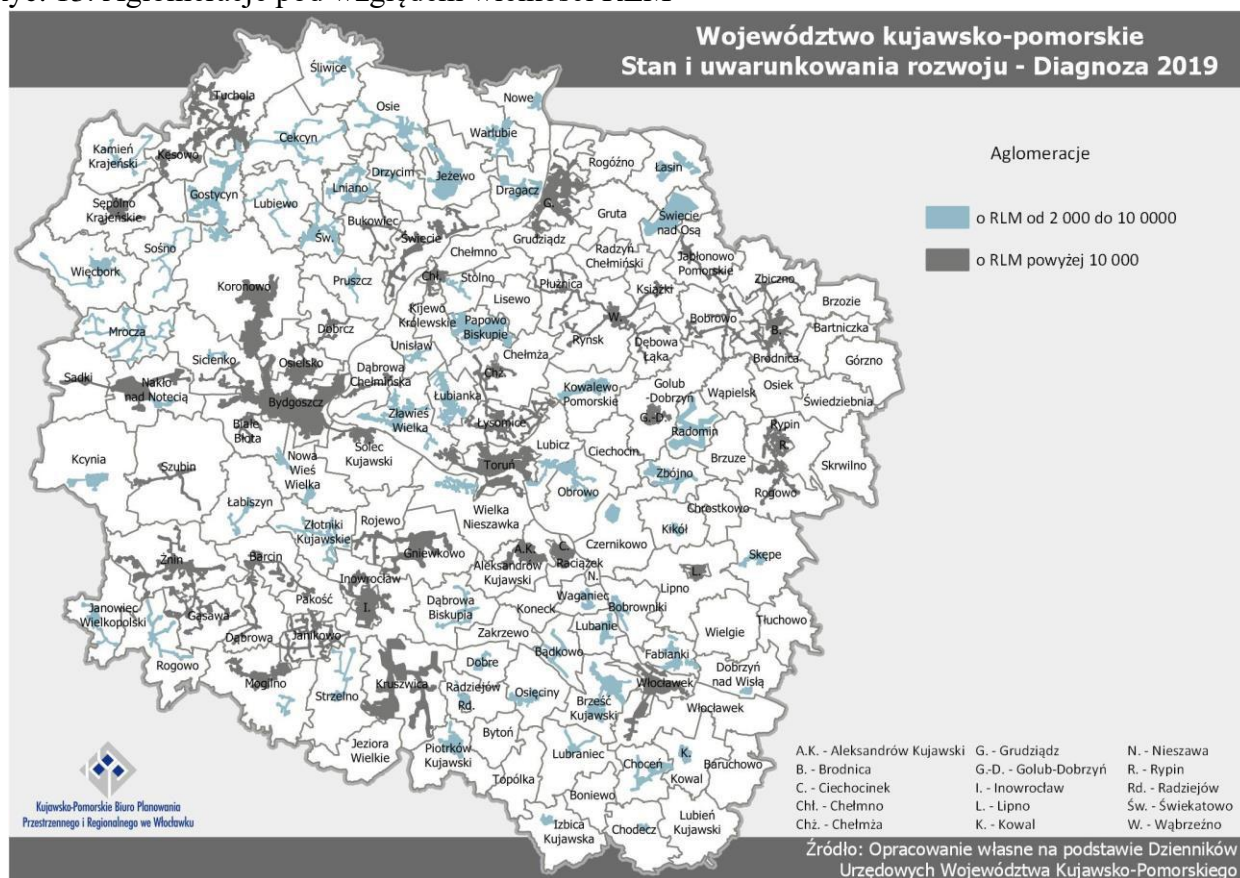 Województwo kujawsko-pomorskie
Stan i uwarunkowania rozwoju - Diagnoza 2019
Aglomeracje
o RLM od 2 000 do 10 0000
o RLM powyżej 10 000
Śliwice
Tuchola
Osie
Nowe
Cekcyn
Warlubie
Kamień
Krajeński
Kęsowo
Rogóźno
Łasin
Drzycim
Gostycyn
Lniano
Jeżewo
Dragacz
Sępólno
Krajeńskie
Lubiewo
G.
Gruta
Świecie
nad Osą
Bukowiec
Św.
Świecie
Grudziądz
Sośno
Chełmno
Radzyń
Chełmiński
Jabłonowo
Pomorskie
Więcbork
Zbiczno
Koronowo
Pruszcz
Chł.
Stolno
Płużnica
Książki
Brzozie
Lisewo
Kijewo
Królewskie
Papowo
Biskupie
W.
Bobrowo
B.
Bartniczka
Mrocza
Dobrcz
Ryńsk
Dębowa
Łąka
Brodnica
Górzno
Sicienko
Unisław
Chełmża
Osielsko
Dąbrowa
Chełmińska
Chż.
Sadki
Nakło
nad Notecią
Kowalewo
Pomorskie
Golub
-Dobrzyń
Wąpielsk
Osiek
Świedziebnia
Bydgoszcz
Łubianka
Zławieś
Wielka
Łysomice
G.-D.
Radomin
Rypin
Białe
Błota
Solec
Kujawski
Lubicz
Ciechocin
R.
Kcynia
Szubin
Nowa
Wieś
Wielka
Toruń
Zbójno
Brzuze
Skrwilno
Obrowo
Rogowo
Łabiszyn
Wielka
Nieszawka
Chrostkowo
Złotniki
Kujawskie
Rojewo
Kikół
Gniewkowo
A.K.
C.
Czernikowo
Żnin
Barcin
Aleksandrów
Kujawski
Raciążek
Skępe
Inowrocław
N.
L.
Janowiec
Wielkopolski
Pakość
I.
Dąbrowa
Biskupia
Waganiec
Lipno
Gąsawa
Koneck
Bobrowniki
Tłuchowo
Dąbrowa
Janikowo
Zakrzewo
Lubanie
Wielgie
Rogowo
Bądkowo
Fabianki
Mogilno
Strzelno
Kruszwica
Dobre
Dobrzyń
nad Wisłą
Radziejów
Rd.
Osięciny
Brześć
Kujawski
Włocławek
Włocławek
Bytoń
Jeziora
Wielkie
Piotrków
Kujawski
Lubraniec
K.
Choceń
Kowal
Baruchowo
Topólka
Boniewo
Izbica
Kujawska
Chodecz
Lubień
Kujawski
A.K. - Aleksandrów Kujawski
B. - Brodnica
C. - Ciechocinek
Chł. - Chełmno
Chż. - Chełmża
G. - Grudziądz
G.-D. - Golub-Dobrzyń
I. - Inowrocław
L. - Lipno
K. - Kowal
N. - Nieszawa
R. - Rypin
Rd. - Radziejów
Św. - Świekatowo
W. - Wąbrzeźno
Kujawsko-Pomorskie Biuro Planowania
Przestrzennego i Regionalnego we Włocławku
Źródło: Opracowanie własne na podstawie Dzienników
Urzędowych Województwa Kujawsko-Pomorskiego